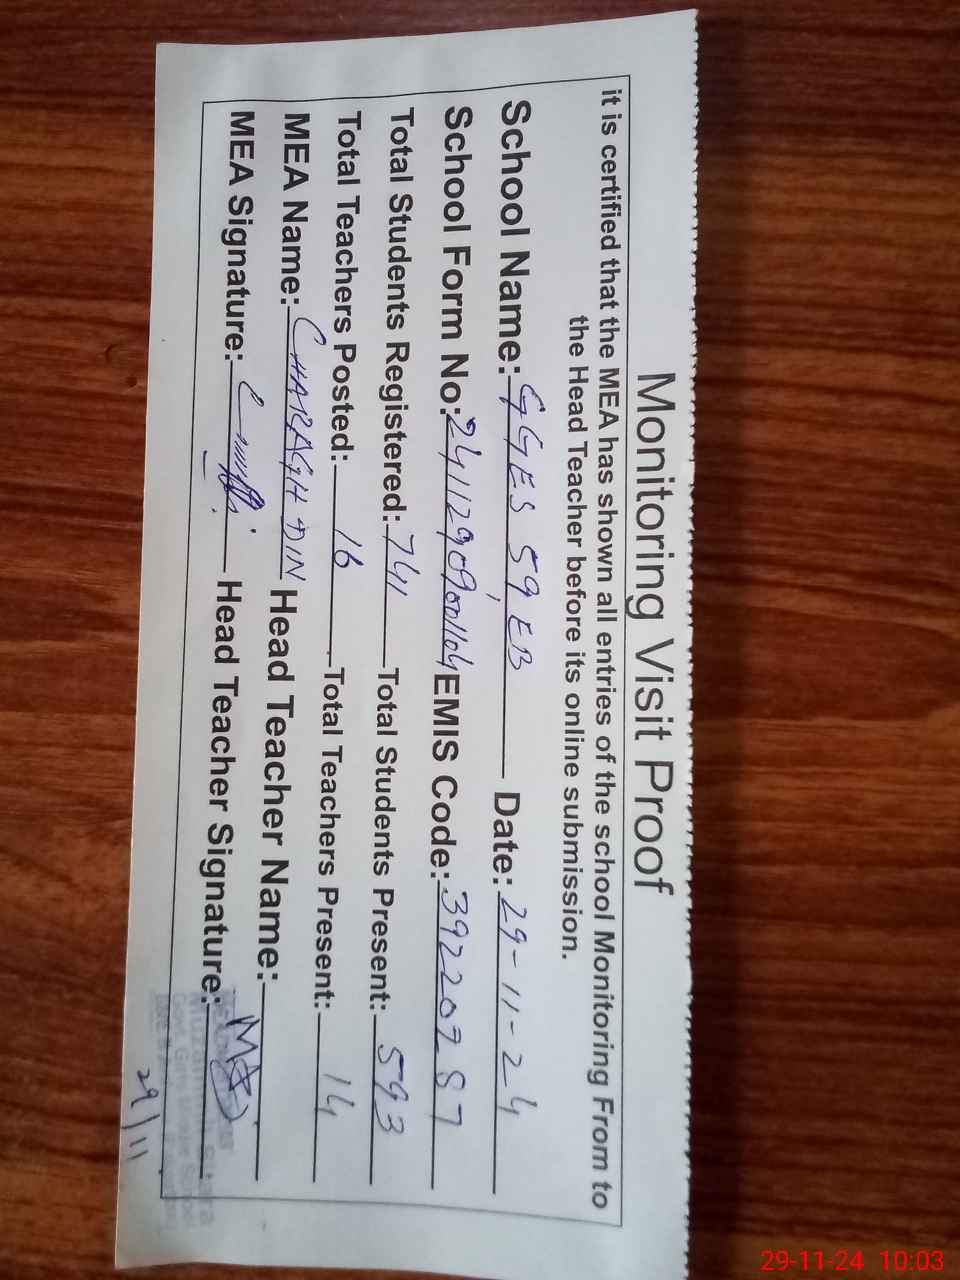 Monitoring Visit Proof
it is certified that the MEA has shown all entries of the school Monitoring From to
the Head Teacher before its online submission.
School Name: GGES 59, EB Date: 29-11-24
School Form No: EMIS Code:
Total Students Registered: 741 Total Students Present: 593
Total Teachers Posted: 16 Total Teachers Present: 14
MEA Name: CHARAGH DIN Head Teacher Name:
MEA Signature: Head Teacher Signature:
29/11
29-11-24 10:03